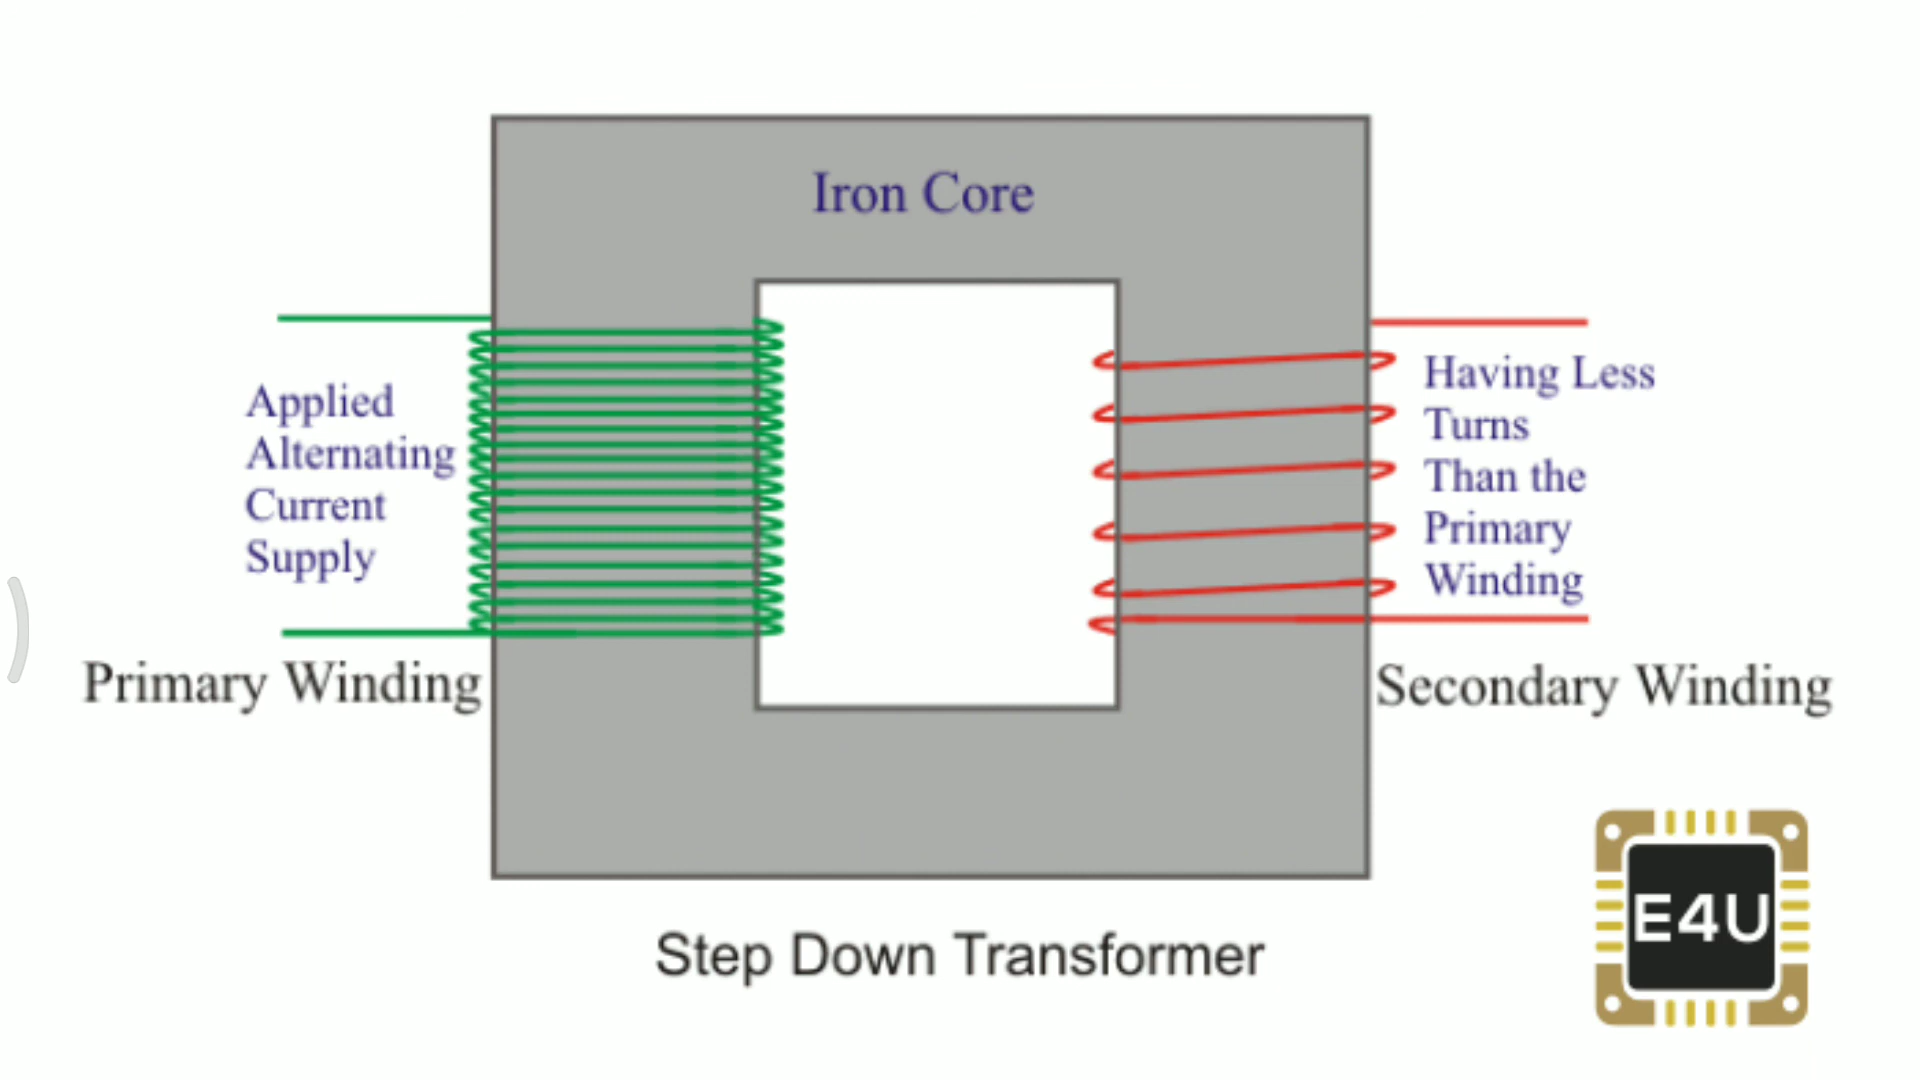 Iron Core
Applied
Alternating
Current
Supply
Having Less
Turns
Than the
Primary
Winding
Primary Winding
Secondary Winding
Step Down Transformer
E4U